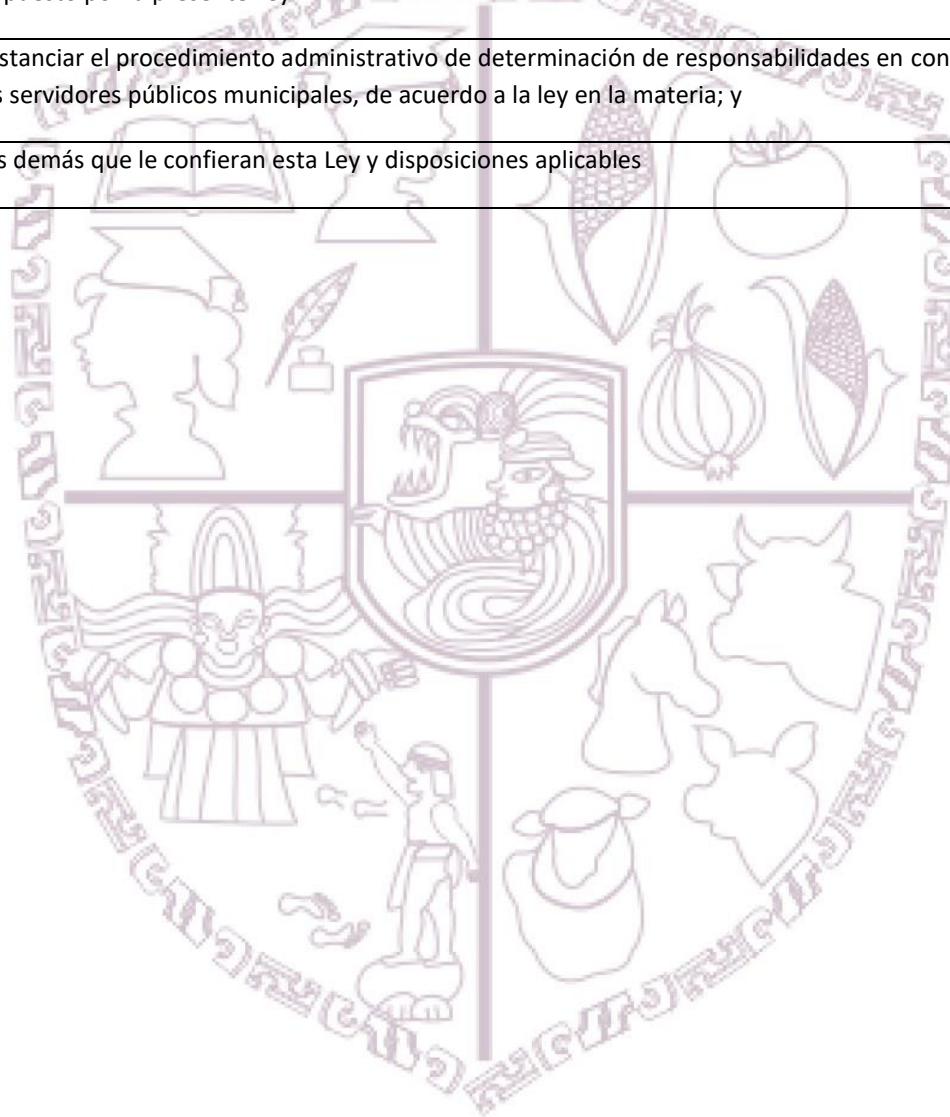 stanciar el procedimiento administrativo de determinación de responsabilidades en con
s servidores públicos municipales, de acuerdo a la ley en la materia; y
s demás que le confieran esta Ley y disposiciones aplicables